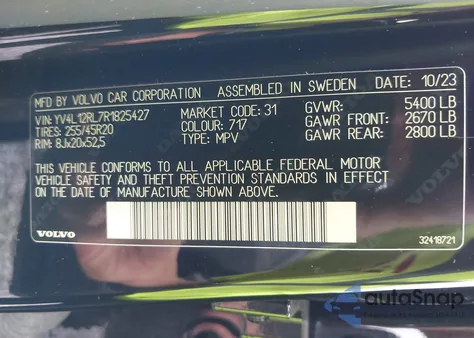 MFD BY VOLVO CAR CORPORATION ASSEMBLED IN SWEDEN DATE: 10/23
VIN: YV4L12RL7R1825427 MARKET CODE: 31 GVWR: 5400 LB
TIRES: 255/45R20 COLOUR: 717 GAWR FRONT: 2670 LB
RIM: 8Jx20x52,5 TYPE: MPV GAWR REAR: 2800 LB
THIS VEHICLE CONFORMS TO ALL APPLICABLE FEDERAL MOTOR
VEHICLE SAFETY AND THEFT PREVENTION STANDARDS IN EFFECT
ON THE DATE OF MANUFACTURE SHOWN ABOVE.
VOLVO 32418721
autoSnap